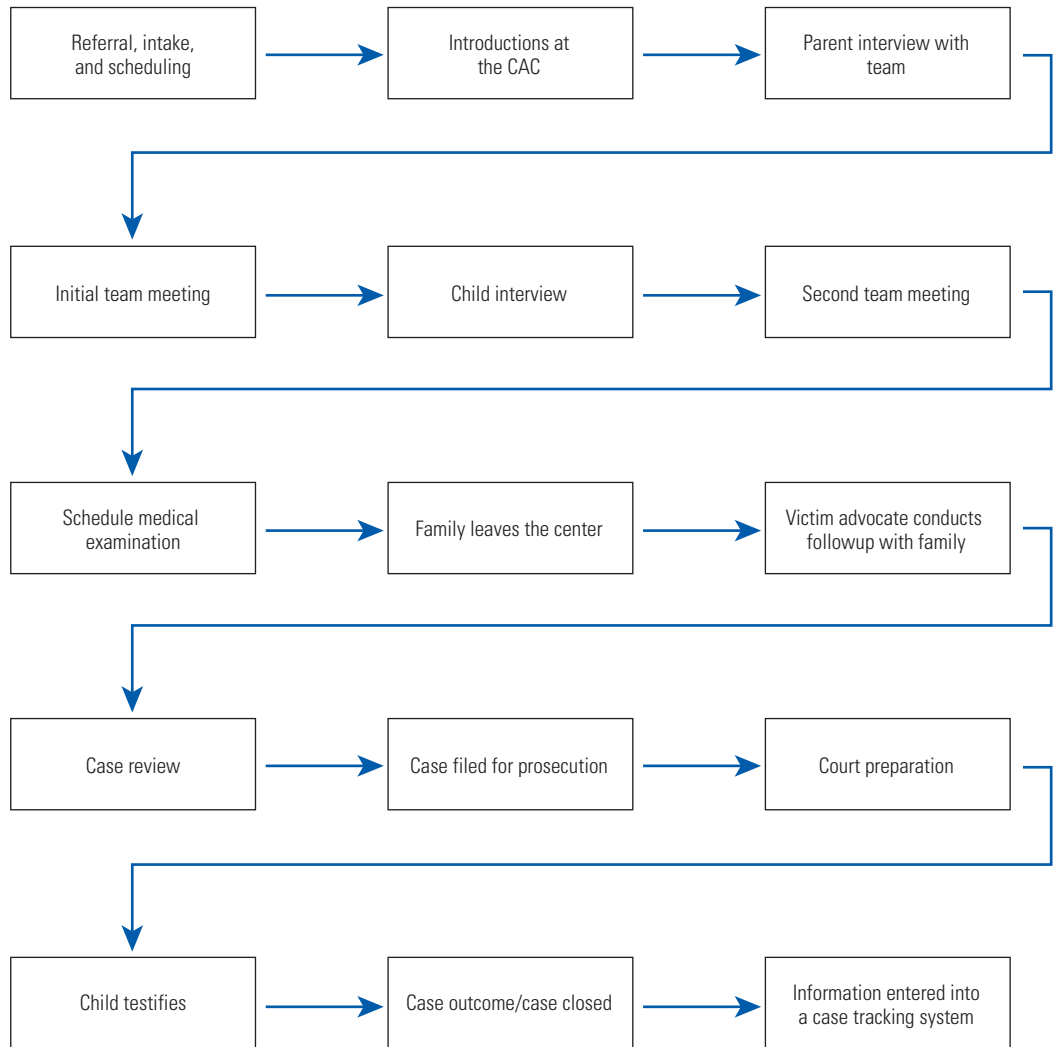 Referral, intake,
and scheduling
Introductions at
the CAC
Parent interview with
team
Initial team meeting
Child interview
Second team meeting
Schedule medical
examination
Family leaves the center
Victim advocate conducts
followup with family
Case review
Case filed for prosecution
Court preparation
Child testifies
Case outcome/case closed
Information entered into
a case tracking system